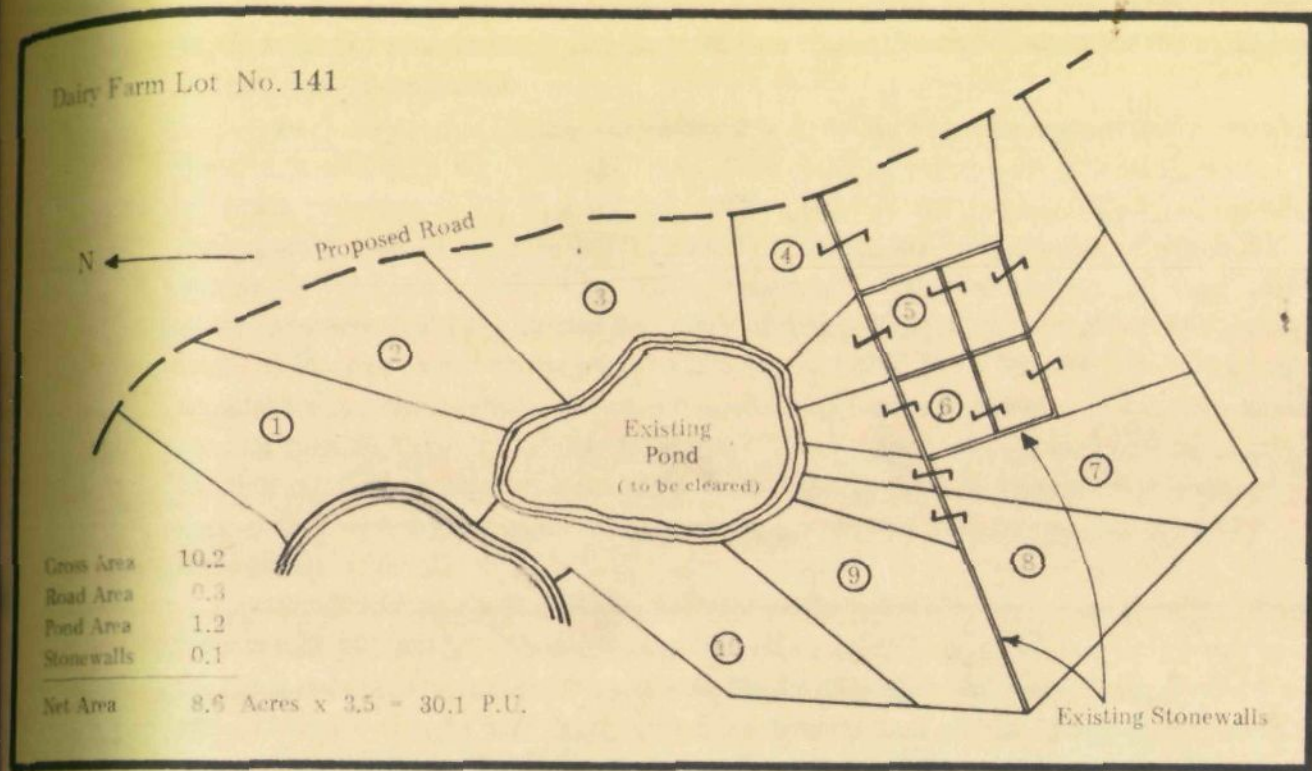 Dairy Farm Lot No. 141
N
Proposed Road
1
2
3
4
5
6
7
8
9
10
Existing
Pond
(to be cleared)
Gross Area 10.2
Road Area 0.3
Pond Area 1.2
Stonewalls 0.1
Net Area 8.6 Acres x 3.5 = 30.1 P.U.
Existing Stonewalls